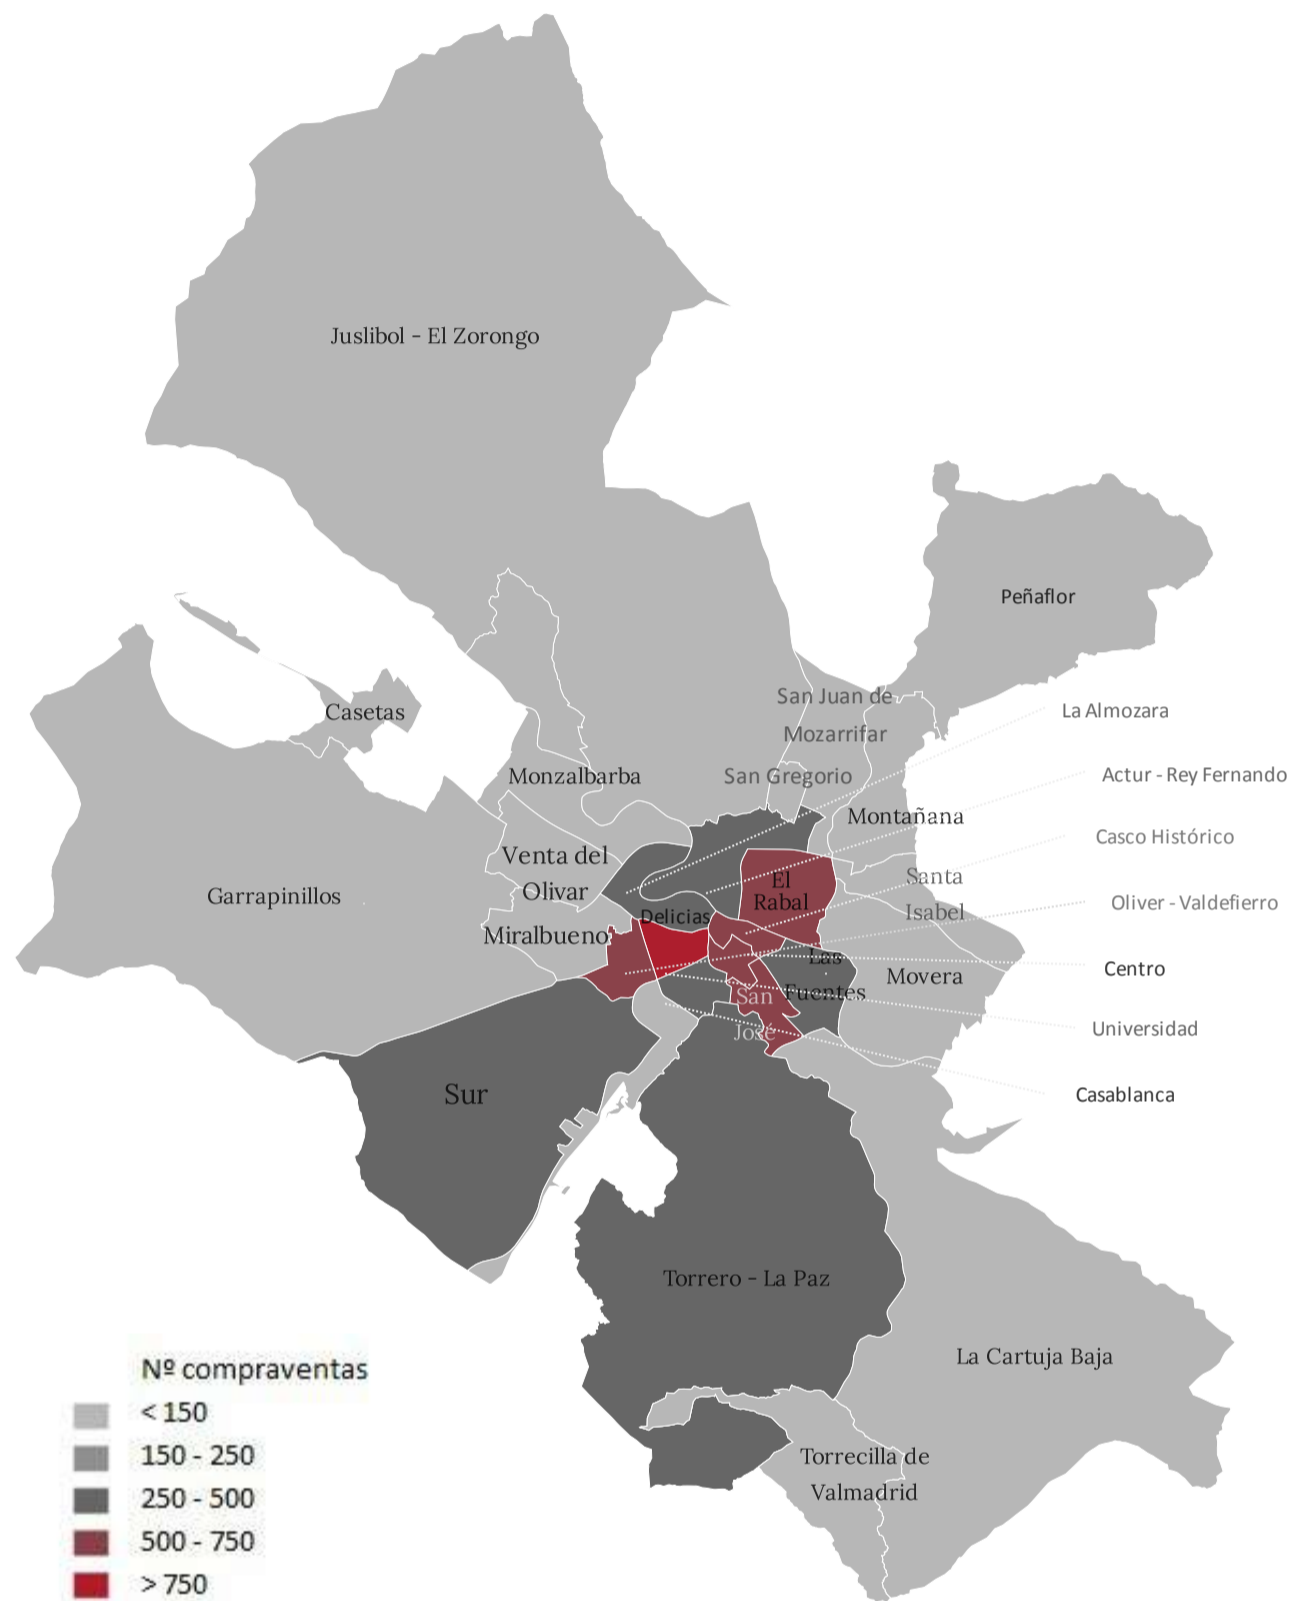 Juslibol - El Zorongo
Peñaflor
San Juan de
Mozarrifar
La Almozara
Casetas
Monzalbarba
San Gregorio
Actur - Rey Fernando
Montañana
Casco Histórico
Venta del
Olivar
Garrapinillos
El
Rabal
Santa
Isabel
Oliver - Valdefierro
Delicias
Miralbueno
Las
Fuentes
Movera
Centro
San
José
Universidad
Sur
Casablanca
Torrero - La Paz
La Cartuja Baja
Torrecilla de
Valmadrid
Nº compraventas
< 150
150 - 250
250 - 500
500 - 750
> 750